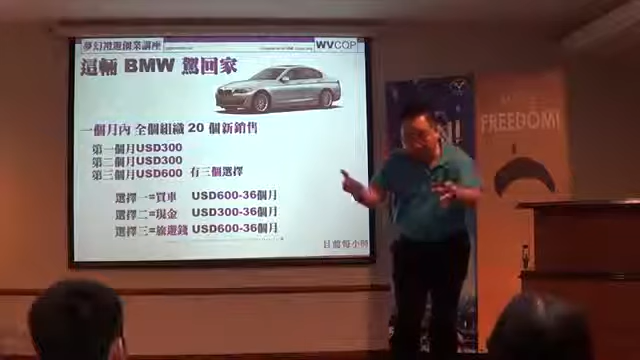 夢幻禮遊創業講座
WVCQP
這輛 BMW 駕回家
一個月內 全個組織 20 個新銷售
第一個月USD300
第二個月USD300
第三個月USD600 有三個選擇
選擇一=買車 USD600-36個月
選擇二=現金 USD300-36個月
選擇三=旅遊錢 USD600-36個月
FREEDOM!